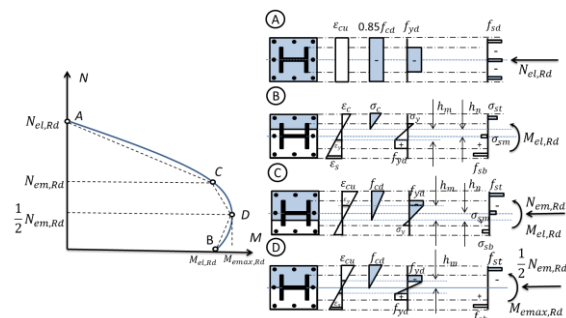 N
N_{el,Rd}
A
N_{em,Rd}
C
\frac{1}{2} N_{em,Rd}
D
B
M
M_{el,Rd}
M_{emax,Rd}
A
ε_{cu} 0.85f_{cd} f_{yd} f_{sd}
- - - -
N_{el,Rd}
B
ε_c σ_c σ_y h_m h_n σ_{st}
ε_s f_{yd} + σ_{sm} M_{el,Rd}
f_{sb}
C
ε_{cu} f_{cd} f_{yd} h_m h_n f_{st}
N_{em,Rd}
σ_{sm}
M_{el,Rd}
σ_{sb}
D
ε_{cu} f_{cd} f_{yd} h_m f_{st} \frac{1}{2} N_{em,Rd}
+
M_{emax,Rd}